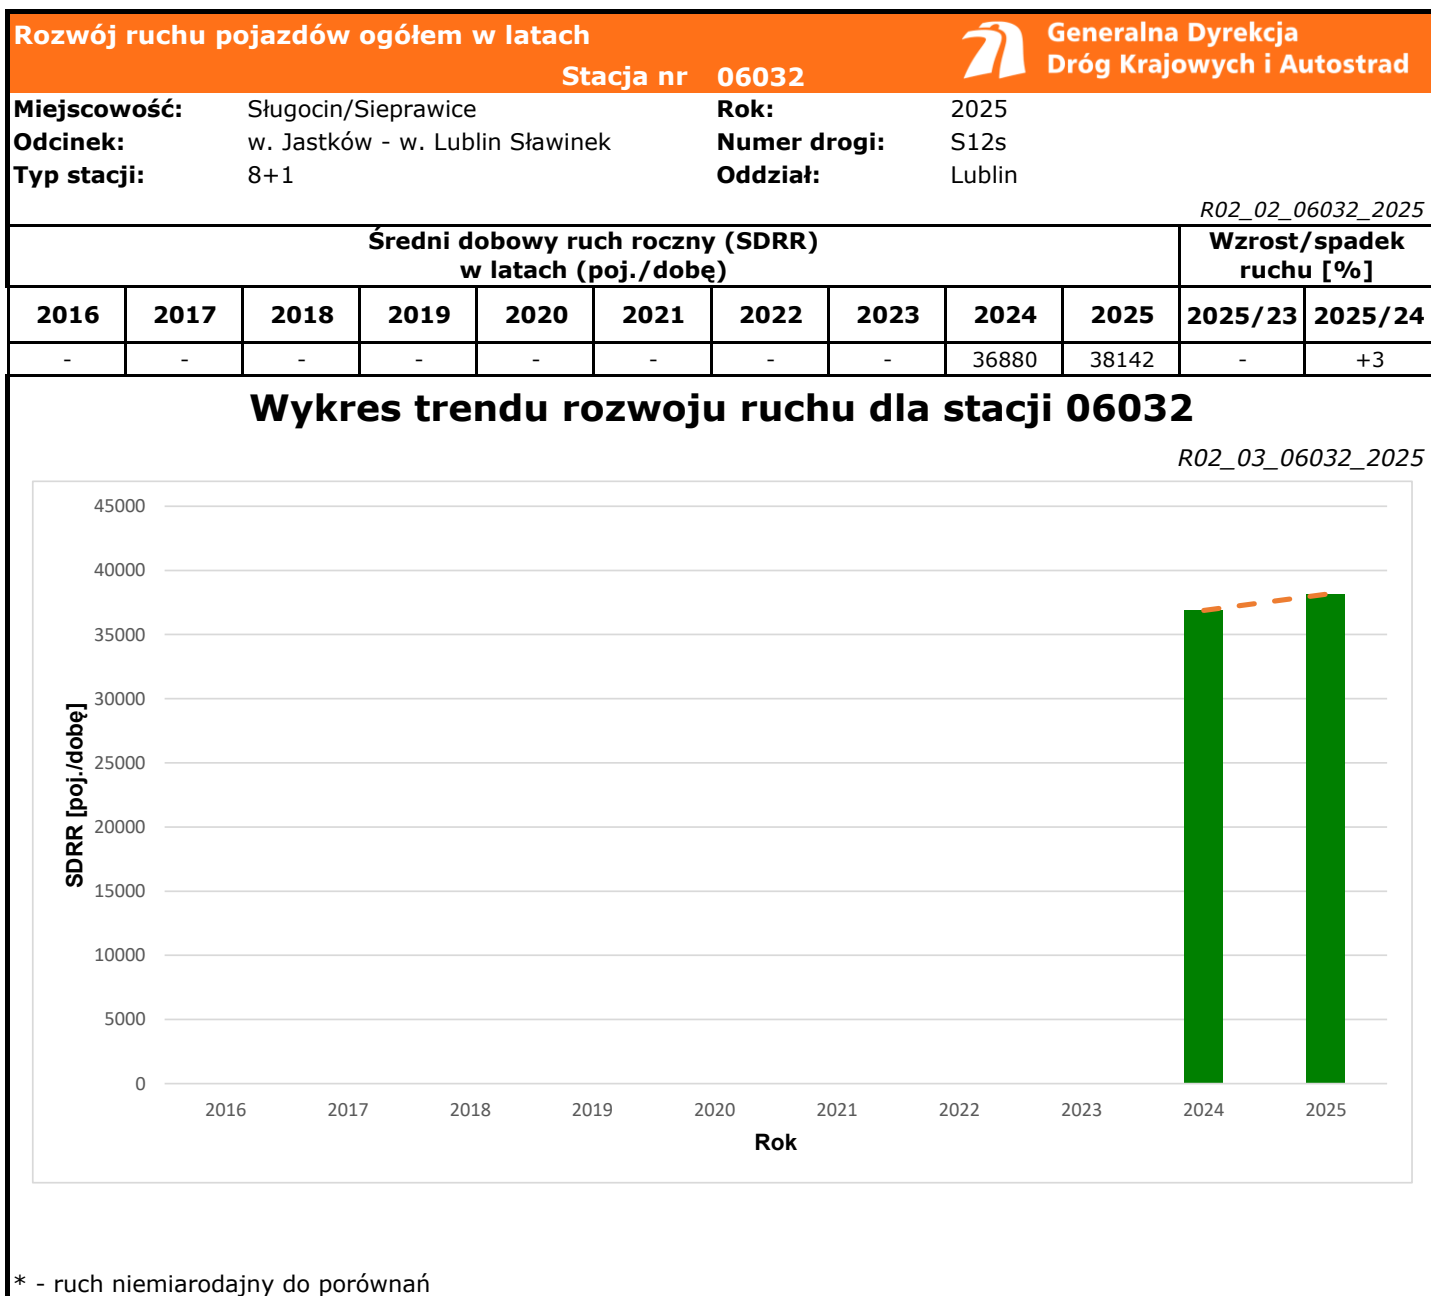 Rozwój ruchu pojazdów ogółem w latach
Generalna Dyrekcja
Dróg Krajowych i Autostrad
Stacja nr 06032
Miejscowość: Sługocin/Sieprawice Rok: 2025
Odcinek: w. Jastków - w. Lublin Sławinek Numer drogi: S12s
Typ stacji: 8+1 Oddział: Lublin
R02_02_06032_2025
Średni dobowy ruch roczny (SDRR)
w latach (poj./dobę)
Wzrost/spadek
ruchu [%]
2016 2017 2018 2019 2020 2021 2022 2023 2024 2025 2025/23 2025/24
- - - - - - - - 36880 38142 - +3
Wykres trendu rozwoju ruchu dla stacji 06032
R02_03_06032_2025
SDRR [poj./dobę]
45000
40000
35000
30000
25000
20000
15000
10000
5000
0
2016 2017 2018 2019 2020 2021 2022 2023 2024 2025
Rok
* - ruch niemiarodajny do porównań